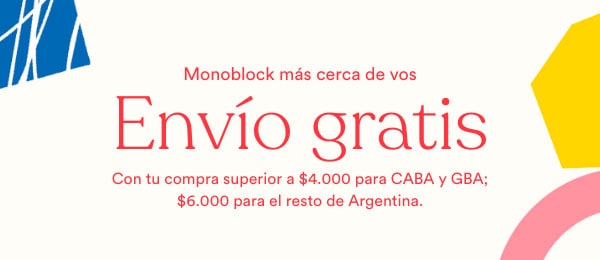 Monoblock más cerca de vos
Envío gratis
Con tu compra superior a $4.000 para CABA y GBA;
$6.000 para el resto de Argentina.